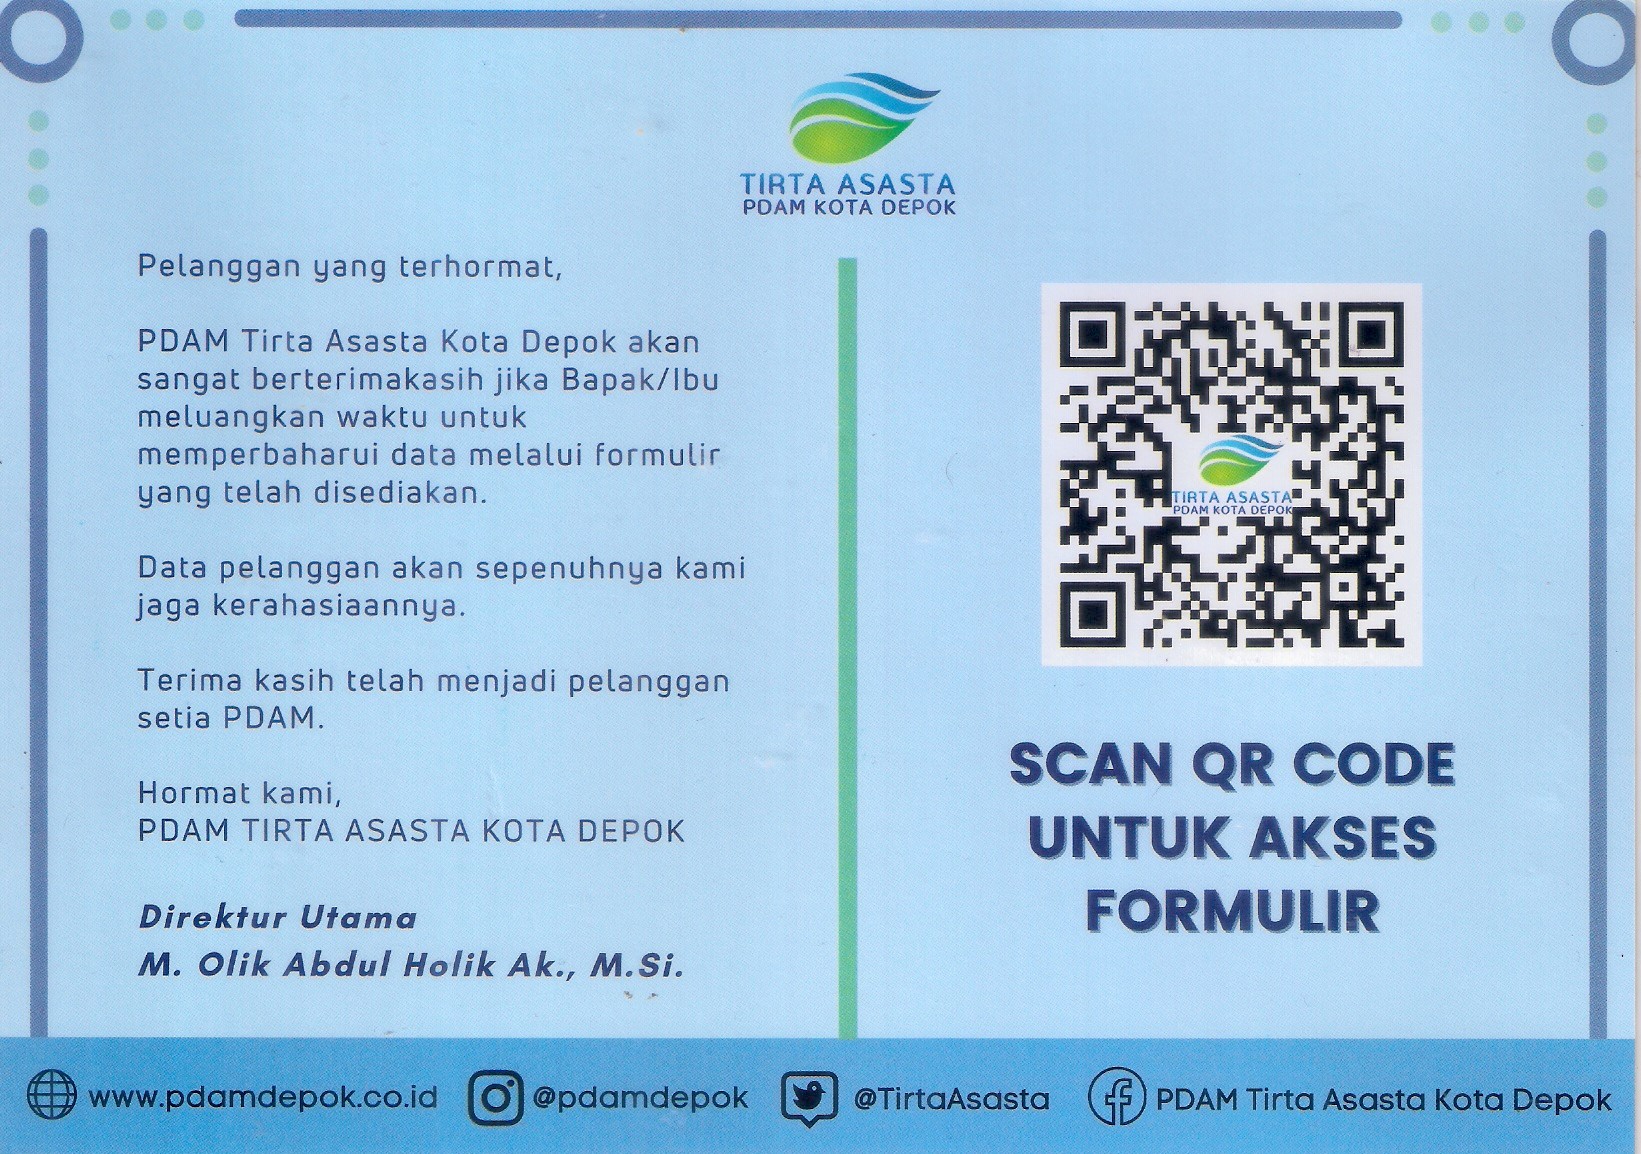 TIRTA ASASTA
PDAM KOTA DEPOK
Pelanggan yang terhormat,
PDAM Tirta Asasta Kota Depok akan
sangat berterimakasih jika Bapak/Ibu
meluangkan waktu untuk
memperbaharui data melalui formulir
yang telah disediakan.
Data pelanggan akan sepenuhnya kami
jaga kerahasiaannya.
Terima kasih telah menjadi pelanggan
setia PDAM.
Hormat kami,
PDAM TIRTA ASASTA KOTA DEPOK
Direktur Utama
M. Olik Abdul Holik Ak., M.Si.
TIRTA ASASTA
PDAM KOTA DEPOK
SCAN QR CODE
UNTUK AKSES
FORMULIR
www.pdamdepok.co.id @pdamdepok @TirtaAsasta PDAM Tirta Asasta Kota Depok